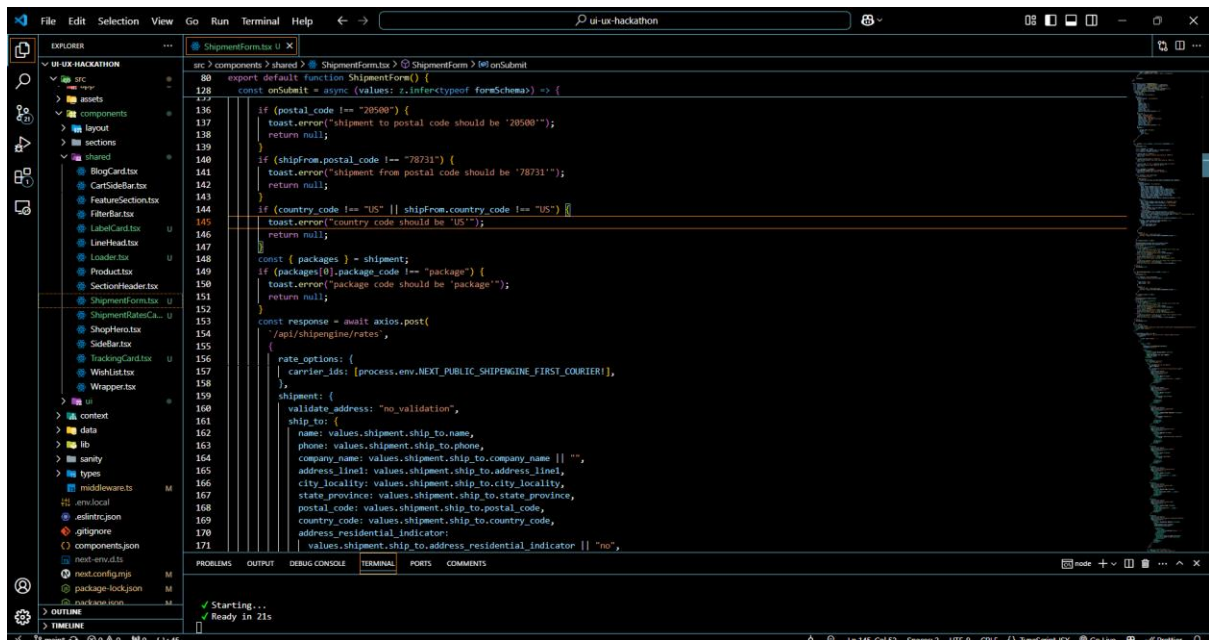 File Edit Selection View Go Run Terminal Help
ui-ux-hackathon
EXPLORER
UI-UX-HACKATHON
src
assets
components
layout
sections
shared
BlogCard.tsx
CartSideBar.tsx
FeatureSection.tsx
FilterBar.tsx
LabelCard.tsx U
LineHead.tsx
Loader.tsx U
Product.tsx
SectionHeader.tsx
ShipmentForm.tsx U
ShipmentRatesCa... U
ShopHero.tsx
SideBar.tsx
TrackingCard.tsx U
WishList.tsx
Wrapper.tsx
ui
context
data
lib
sanity
types
middleware.ts M
.env.local
.eslintrc.json
.gitignore
components.json
next-env.d.ts
next.config.mjs M
package-lock.json M
package.json M
OUTLINE
TIMELINE
ShipmentForm.tsx U
src > components > shared > ShipmentForm.tsx > ShipmentForm > onSubmit
80 export default function ShipmentForm() {
128 const onSubmit = async (values: z.infer<typeof formSchema>) => {
136 if (postal_code !== "20500") {
137 toast.error("shipment to postal code should be '20500'");
138 return null;
139 }
140 if (shipFrom.postal_code !== "78731") {
141 toast.error("shipment from postal code should be '78731'");
142 return null;
143 }
144 if (country_code !== "US" || shipFrom.country_code !== "US") {
145 toast.error("country code should be 'US'");
146 return null;
147 }
148 const { packages } = shipment;
149 if (packages[0].package_code !== "package") {
150 toast.error("package code should be 'package'");
151 return null;
152 }
153 const response = await axios.post(
154 `/api/shipengine/rates`,
155 {
156 rate_options: {
157 carrier_ids: [process.env.NEXT_PUBLIC_SHIPENGINE_FIRST_COURIER!],
158 },
159 shipment: {
160 validate_address: "no_validation",
161 ship_to: {
162 name: values.shipment.ship_to.name,
163 phone: values.shipment.ship_to.phone,
164 company_name: values.shipment.ship_to.company_name || "",
165 address_line1: values.shipment.ship_to.address_line1,
166 city_locality: values.shipment.ship_to.city_locality,
167 state_province: values.shipment.ship_to.state_province,
168 postal_code: values.shipment.ship_to.postal_code,
169 country_code: values.shipment.ship_to.country_code,
170 address_residential_indicator:
171 values.shipment.ship_to.address_residential_indicator || "no",
PROBLEMS OUTPUT DEBUG CONSOLE TERMINAL PORTS COMMENTS
node
✓ Starting...
✓ Ready in 21s